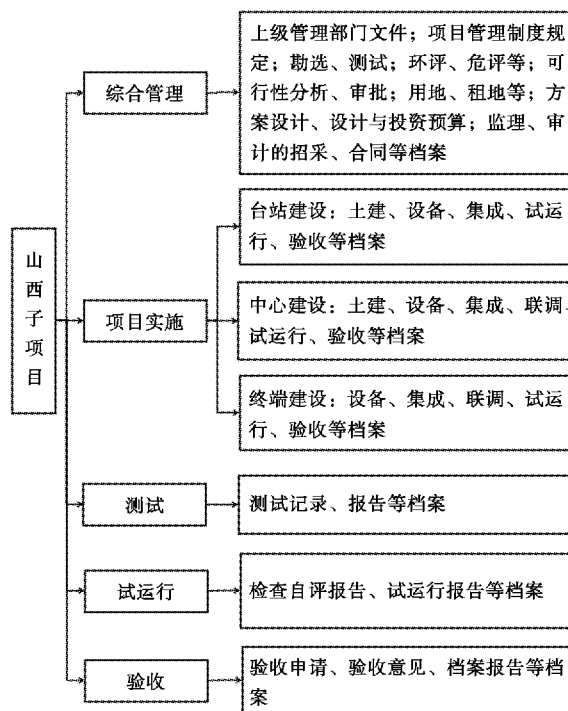 山西子项目
综合管理
上级管理部门文件；项目管理制度规
定；勘选、测试；环评、危评等；可
行性分析、审批；用地、租地等；方
案设计、设计与投资预算；监理、审
计的招采、合同等档案
项目实施
台站建设：土建、设备、集成、试运
行、验收等档案
中心建设：土建、设备、集成、联调、
试运行、验收等档案
终端建设：设备、集成、联调、试运
行、验收等档案
测试
测试记录、报告等档案
试运行
检查自评报告、试运行报告等档案
验收
验收申请、验收意见、档案报告等档
案